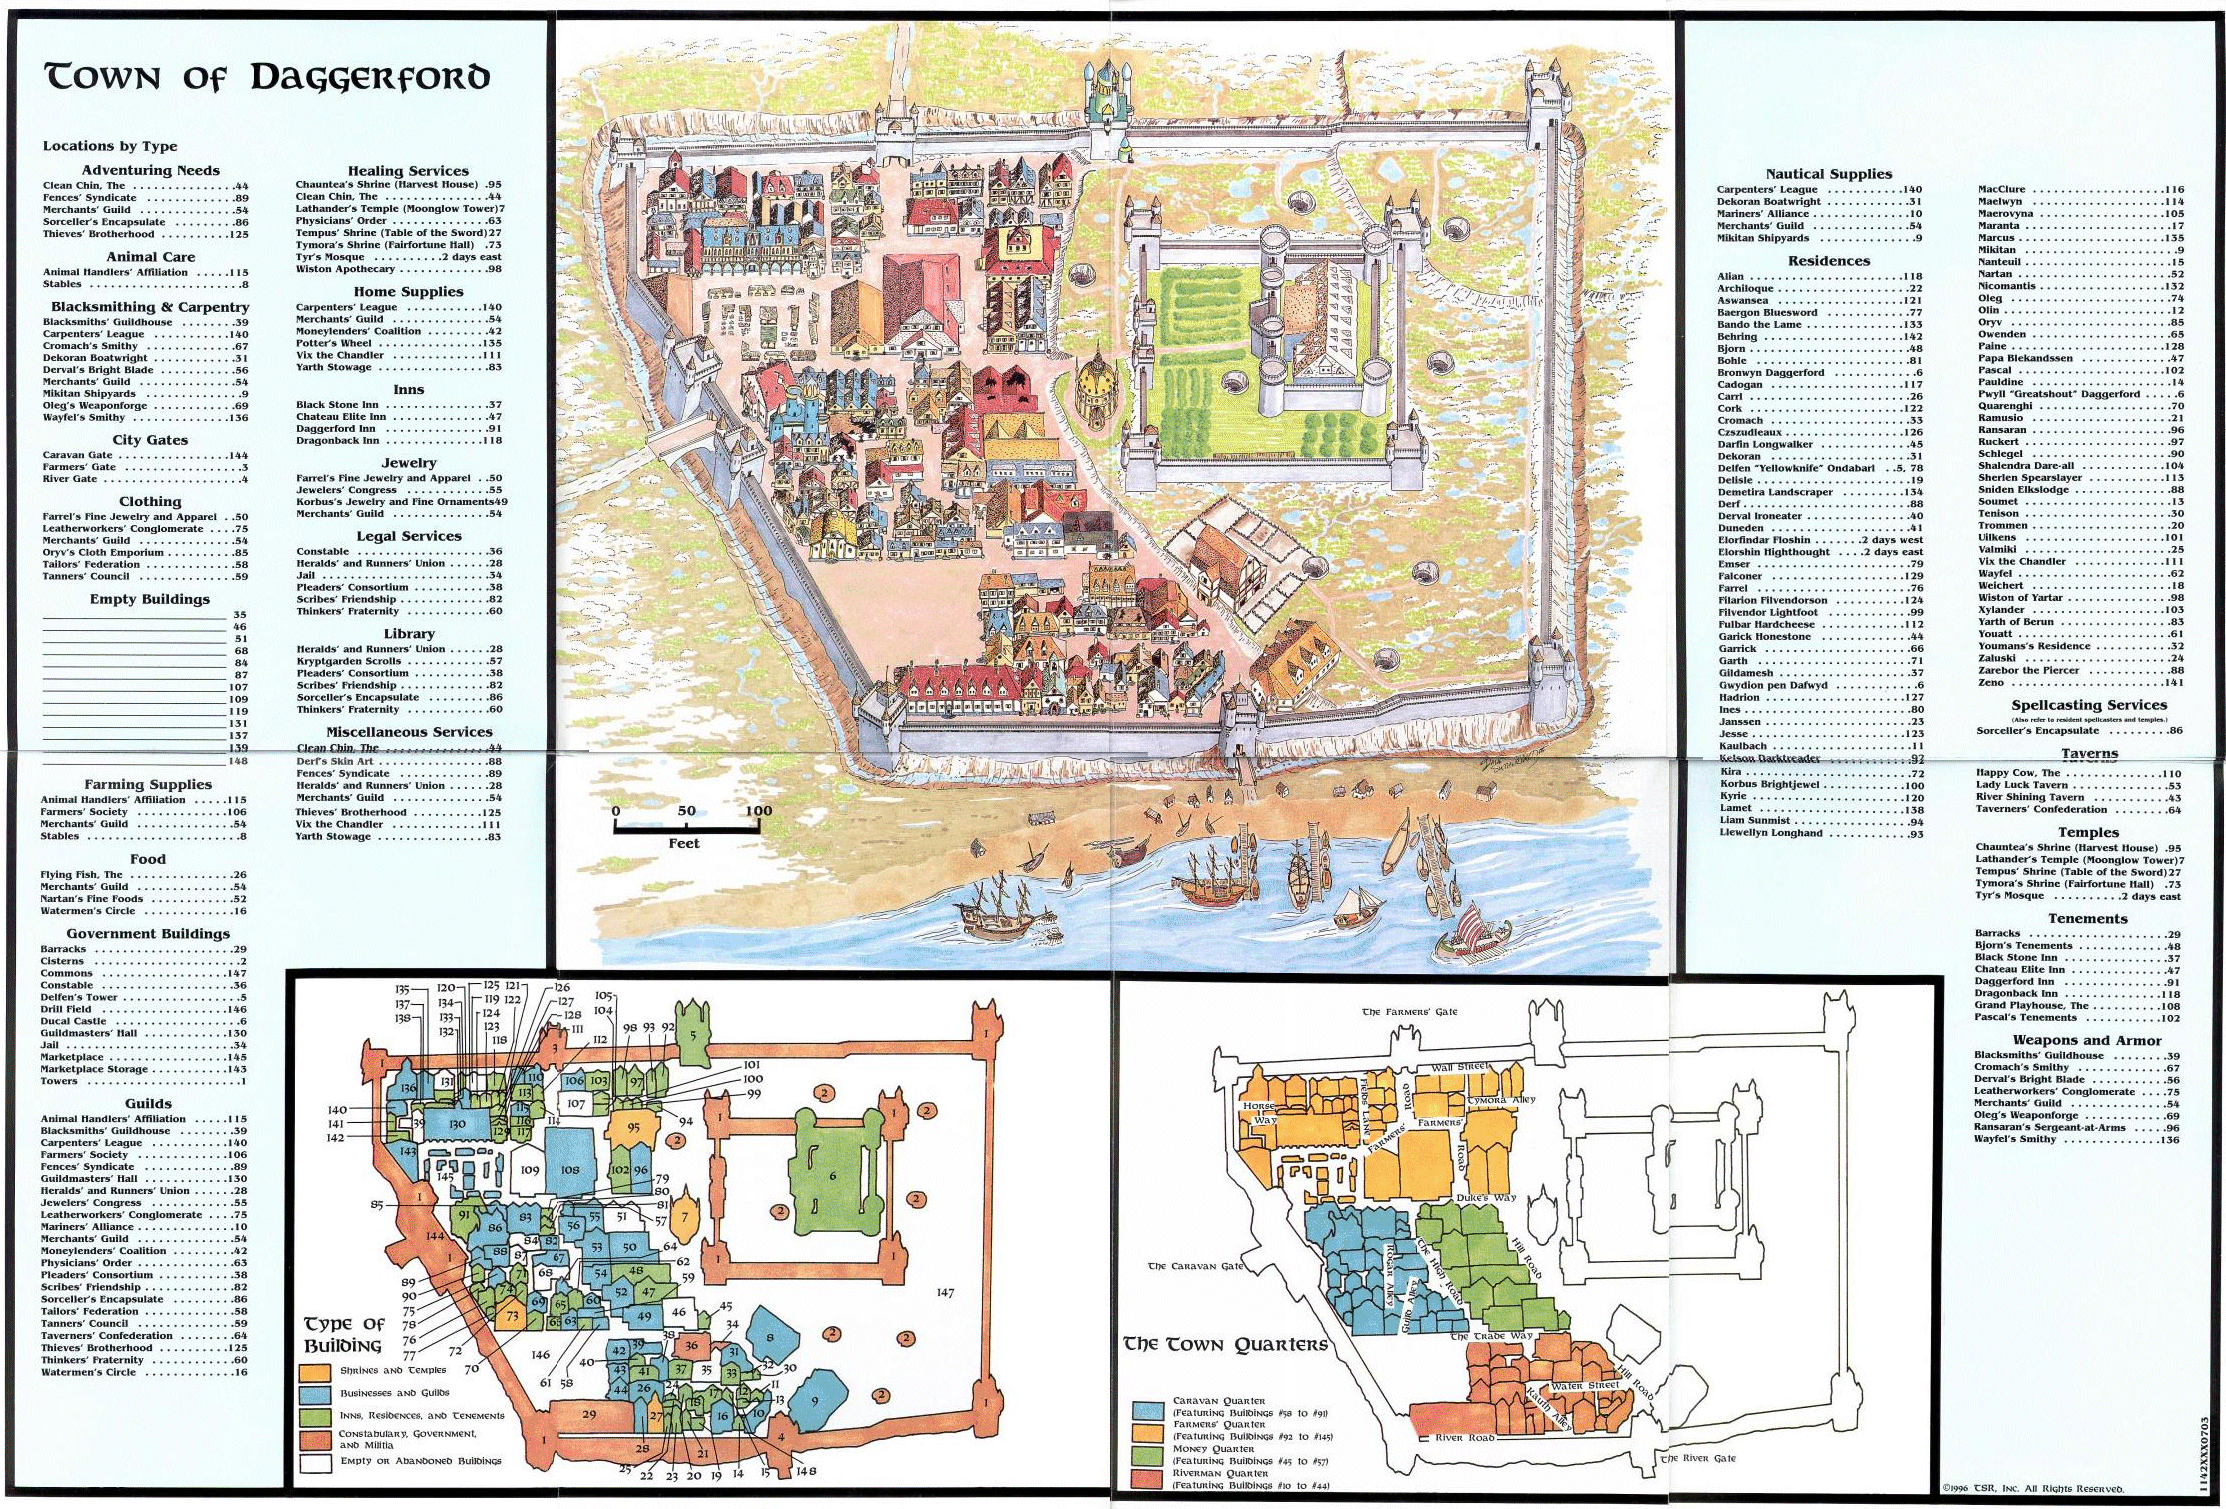 Town of Daggerford
Locations by Type
Adventuring Needs
Clean Chin, The .44
Fences' Syndicate .89
Merchants' Guild .54
Sorceller's Encapsulate .86
Thieves' Brotherhood .125
Animal Care
Animal Handlers' Affiliation .115
Stables .8
Blacksmithing & Carpentry
Blacksmiths' Guildhouse .39
Carpenters' League .140
Cromach's Smithy .67
Dekoran Boatwright .31
Derval's Bright Blade .56
Merchants' Guild .54
Mikitan Shipyards .9
Oleg's Weaponforge .69
Wayfel's Smithy .136
City Gates
Caravan Gate .144
Farmers' Gate .3
River Gate .4
Clothing
Farrel's Fine Jewelry and Apparel .50
Leatherworkers' Conglomerate .75
Merchants' Guild .54
Oryv's Cloth Emporium .85
Tailors' Federation .58
Tanners' Council .59
Empty Buildings
35
46
51
68
84
87
107
109
119
131
137
139
148
Farming Supplies
Animal Handlers' Affiliation .115
Farmers' Society .106
Merchants' Guild .54
Stables .8
Food
Flying Fish, The .26
Merchants' Guild .54
Nartan's Fine Foods .52
Watermen's Circle .16
Government Buildings
Barracks .29
Cisterns .2
Commons .147
Constable .36
Delfen's Tower .5
Drill Field .146
Ducal Castle .6
Guildmasters' Hall .130
Jail .34
Marketplace .145
Marketplace Storage .143
Towers .1
Guilds
Animal Handlers' Affiliation .115
Blacksmiths' Guildhouse .39
Carpenters' League .140
Farmers' Society .106
Fences' Syndicate .89
Guildmasters' Hall .130
Heralds' and Runners' Union .28
Jewelers' Congress .55
Leatherworkers' Conglomerate .75
Mariners' Alliance .10
Merchants' Guild .54
Moneylenders' Coalition .42
Physicians' Order .63
Pleaders' Consortium .38
Scribes' Friendship .82
Sorceller's Encapsulate .86
Tailors' Federation .58
Tanners' Council .59
Taverners' Confederation .64
Thieves' Brotherhood .125
Thinkers' Fraternity .60
Watermen's Circle .16
Healing Services
Chauntea's Shrine (Harvest House) .95
Clean Chin, The .44
Lathander's Temple (Moonglow Tower)7
Physicians' Order .63
Tempus' Shrine (Table of the Sword)27
Tymora's Shrine (Fairfortune Hall) .73
Tyr's Mosque .2 days east
Wiston Apothecary .98
Home Supplies
Carpenters' League .140
Merchants' Guild .54
Moneylenders' Coalition .42
Potter's Wheel .135
Vix the Chandler .111
Yarth Stowage .83
Inns
Black Stone Inn .37
Chateau Elite Inn .47
Daggerford Inn .91
Dragonback Inn .118
Jewelry
Farrel's Fine Jewelry and Apparel .50
Jewelers' Congress .55
Korbus's Jewelry and Fine Ornaments49
Merchants' Guild .54
Legal Services
Constable .36
Heralds' and Runners' Union .28
Jail .34
Pleaders' Consortium .38
Scribes' Friendship .82
Thinkers' Fraternity .60
Library
Heralds' and Runners' Union .28
Kryptgarden Scrolls .57
Pleaders' Consortium .38
Scribes' Friendship .82
Sorceller's Encapsulate .86
Thinkers' Fraternity .60
Miscellaneous Services
Clean Chin, The .44
Derf's Skin Art .88
Fences' Syndicate .89
Heralds' and Runners' Union .28
Merchants' Guild .54
Thieves' Brotherhood .125
Vix the Chandler .111
Yarth Stowage .83
0 50 100
Feet
Nautical Supplies
Carpenters' League .140
Dekoran Boatwright .31
Mariners' Alliance .10
Merchants' Guild .54
Mikitan Shipyards .9
Residences
Alian .118
Archiloque .22
Aswansea .121
Baergon Bluesword .77
Bando the Lame .133
Behring .142
Bjorn .48
Bohle .81
Bronwyn Daggerford .6
Cadogan .117
Carrl .26
Cork .122
Cromach .33
Czszudleaux .126
Darfin Longwalker .45
Dekoran .31
Delfen "Yellowknife" Ondabarl .5, 78
Delisle .19
Demetira Landscraper .134
Derf .88
Derval Ironeater .40
Duneden .41
Elorfindar Floshin .2 days west
Elorshin Highthought .2 days east
Emser .79
Falconer .129
Farrel .76
Filarion Filvendorson .124
Filvendor Lightfoot .99
Fulbar Hardcheese .112
Garick Honestone .44
Garrick .66
Garth .71
Gildamesh .37
Gwydion pen Dafwyd .6
Hadrion .127
Ines .80
Janssen .23
Jesse .123
Kaulbach .11
Kelson Darktreader .92
Kira .72
Korbus Brightjewel .100
Kyrie .120
Lamet .138
Liam Sunmist .94
Llewellyn Longhand .93
MacClure .116
Maelwyn .114
Maerovyna .105
Maranta .17
Marcus .135
Mikitan .9
Nanteuil .15
Nartan .52
Nicomantis .132
Oleg .74
Olin .12
Oryv .85
Owenden .65
Paine .128
Papa Blekandssen .47
Pascal .102
Pauldine .14
Pwyll "Greatshout" Daggerford .6
Quarenghi .70
Ramusio .21
Ransaran .96
Ruckert .97
Schlegel .90
Shalendra Dare-all .104
Sherlen Spearslayer .113
Sniden Elkslodge .88
Soumet .13
Tenison .30
Trommen .20
Uilkens .101
Valmiki .25
Vix the Chandler .111
Wayfel .62
Weichert .18
Wiston of Yartar .98
Xylander .103
Yarth of Berun .83
Youatt .61
Youmans's Residence .32
Zaluski .24
Zarebor the Piercer .88
Zeno .141
Spellcasting Services
(Also refer to resident spellcasters and temples.)
Sorceller's Encapsulate .86
Taverns
Happy Cow, The .110
Lady Luck Tavern .53
River Shining Tavern .43
Taverners' Confederation .64
Temples
Chauntea's Shrine (Harvest House) .95
Lathander's Temple (Moonglow Tower)7
Tempus' Shrine (Table of the Sword)27
Tymora's Shrine (Fairfortune Hall) .73
Tyr's Mosque .2 days east
Tenements
Barracks .29
Bjorn's Tenements .48
Black Stone Inn .37
Chateau Elite Inn .47
Daggerford Inn .91
Dragonback Inn .118
Grand Playhouse, The .108
Pascal's Tenements .102
Weapons and Armor
Blacksmiths' Guildhouse .39
Cromach's Smithy .67
Derval's Bright Blade .56
Leatherworkers' Conglomerate .75
Merchants' Guild .54
Oleg's Weaponforge .69
Ransaran's Sergeant-at-Arms .96
Wayfel's Smithy .136
Type of Building
Shrines and Temples
Businesses and Guilds
Inns, Residences, and Tenements
Constabulary, Government, and Militia
Empty or Abandoned Buildings
The Farmers' Gate
Wall Street
Fields Lane
Road
Tymora Alley
Horse Way
Farmers'
Farmers'
Road
Duke's Way
The Caravan Gate
Rogar Alley
The High Road
Hill Road
Guild Alley
The Trade Way
Hill Road
Water Street
Kauth Alley
River Road
The River Gate
The Town Quarters
Caravan Quarter
(Featuring Buildings #58 to #91)
Farmers' Quarter
(Featuring Buildings #92 to #145)
Money Quarter
(Featuring Buildings #45 to #57)
Riverman Quarter
(Featuring Buildings #10 to #44)
©1996 TSR, Inc. All Rights Reserved.
1142XXX0703